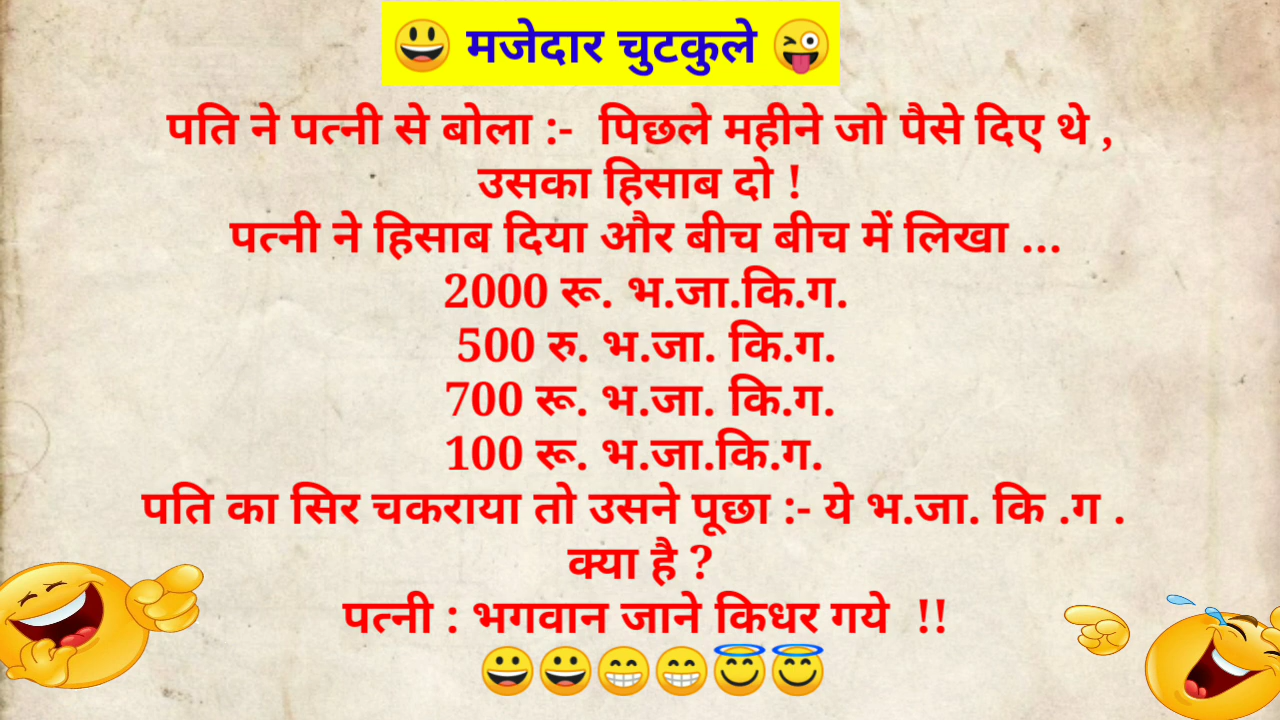 😃 मजेदार चुटकुले 😜
पति ने पत्नी से बोला :- पिछले महीने जो पैसे दिए थे ,
उसका हिसाब दो !
पत्नी ने हिसाब दिया और बीच बीच में लिखा ...
2000 रू. भ.जा.कि.ग.
500 रु. भ.जा. कि.ग.
700 रू. भ.जा. कि.ग.
100 रू. भ.जा.कि.ग.
पति का सिर चकराया तो उसने पूछा :- ये भ.जा. कि .ग .
क्या है ?
पत्नी : भगवान जाने किधर गये !!
😀😀😁😁😇😇